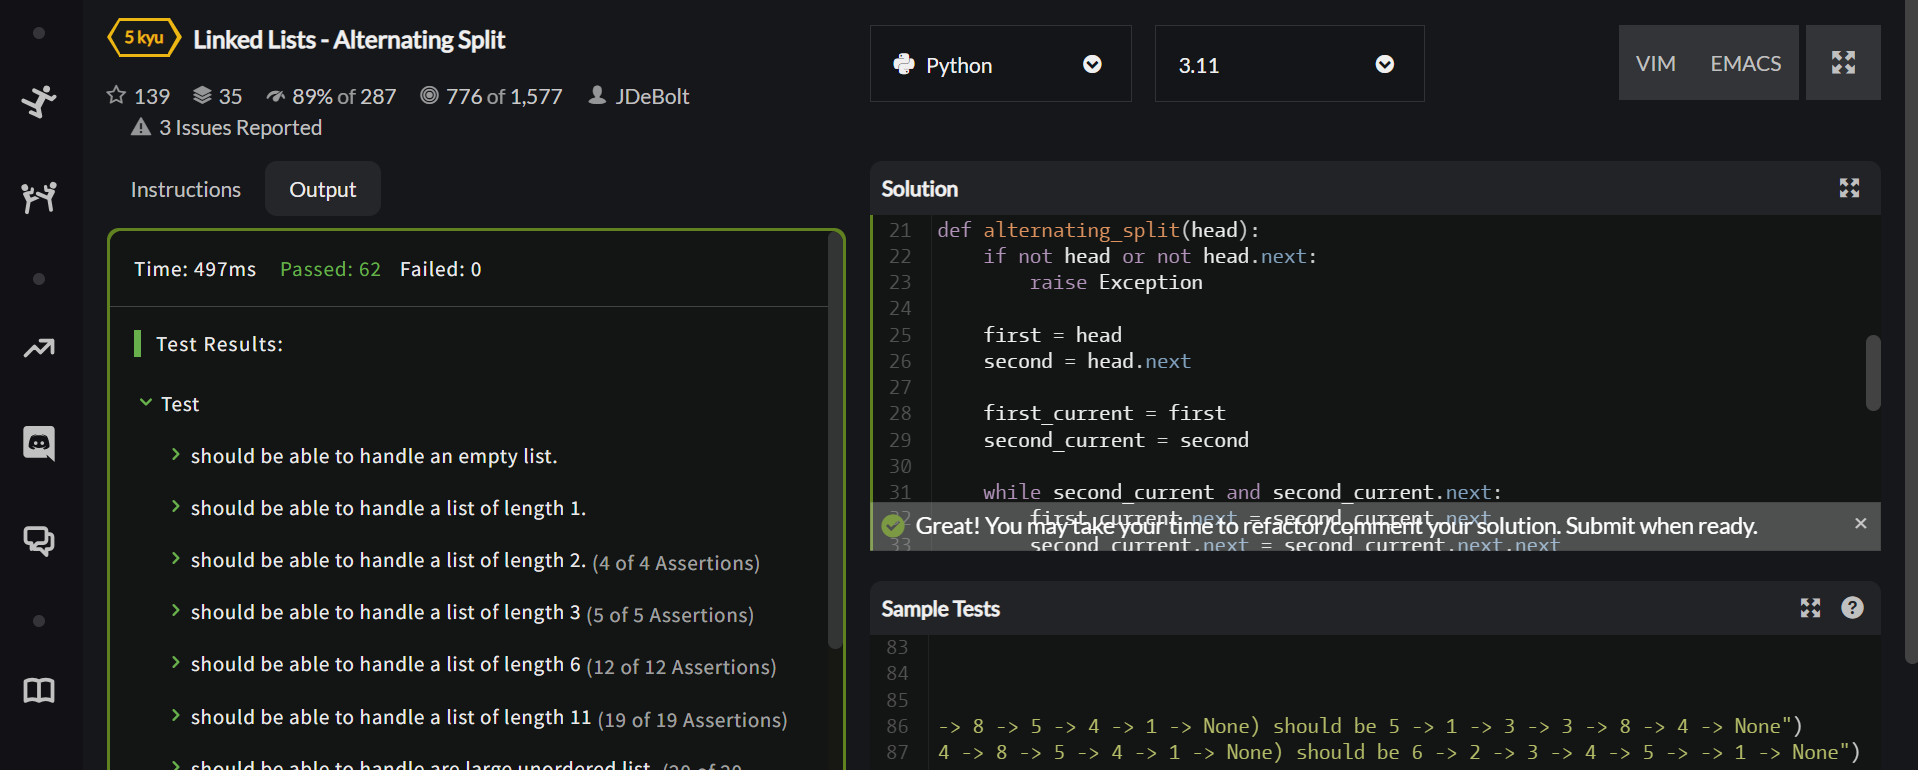 5 kyu Linked Lists - Alternating Split
139 35 89% of 287 776 of 1,577 JDeBolt
3 Issues Reported
Instructions Output
Time: 497ms Passed: 62 Failed: 0
Test Results:
Test
should be able to handle an empty list.
should be able to handle a list of length 1.
should be able to handle a list of length 2. (4 of 4 Assertions)
should be able to handle a list of length 3 (5 of 5 Assertions)
should be able to handle a list of length 6 (12 of 12 Assertions)
should be able to handle a list of length 11 (19 of 19 Assertions)
should be able to handle are large unordered list. (20 of 20
Python 3.11 VIM EMACS
Solution
21 def alternating_split(head):
22 if not head or not head.next:
23 raise Exception
24
25 first = head
26 second = head.next
27
28 first_current = first
29 second_current = second
30
31 while second_current and second_current.next:
32 first_current.next = second_current.next
Great! You may take your time to refactor/comment your solution. Submit when ready. ×
33 second_current.next = second_current.next.next
Sample Tests ?
83
84
85
86 -> 8 -> 5 -> 4 -> 1 -> None) should be 5 -> 1 -> 3 -> 3 -> 8 -> 4 -> None")
87 4 -> 8 -> 5 -> 4 -> 1 -> None) should be 6 -> 2 -> 3 -> 4 -> 5 -> -> 1 -> None")